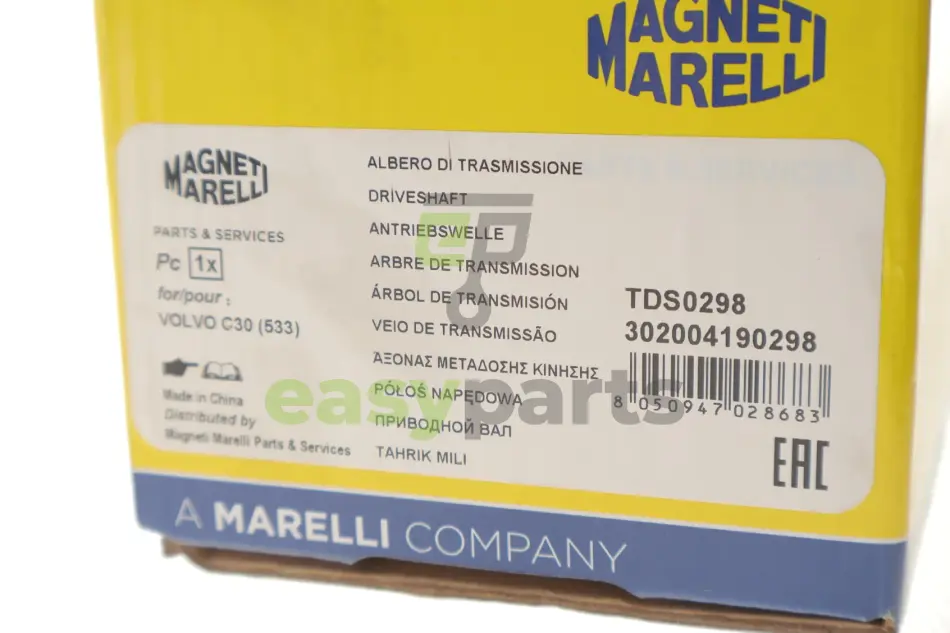 MAGNETI
MARELLI
MAGNETI
MARELLI
PARTS & SERVICES
Pc 1x
for/pour :
VOLVO C30 (533)
Made in China
Distributed by
Magneti Marelli Parts & Services
ALBERO DI TRASMISSIONE
DRIVESHAFT
ANTRIEBSWELLE
ARBRE DE TRANSMISSION
ÁRBOL DE TRANSMISIÓN
VEIO DE TRANSMISSÃO
ΆΞΟΝΑΣ ΜΕΤΑΔΟΣΗΣ ΚΙΝΗΣΗΣ
PÓŁOŚ NAPĘDOWA
ПРИВОДНОЙ ВАЛ
TAHRIK MILI
TDS0298
302004190298
8 050947 028683
EAC
easyparts
A MARELLI COMPANY